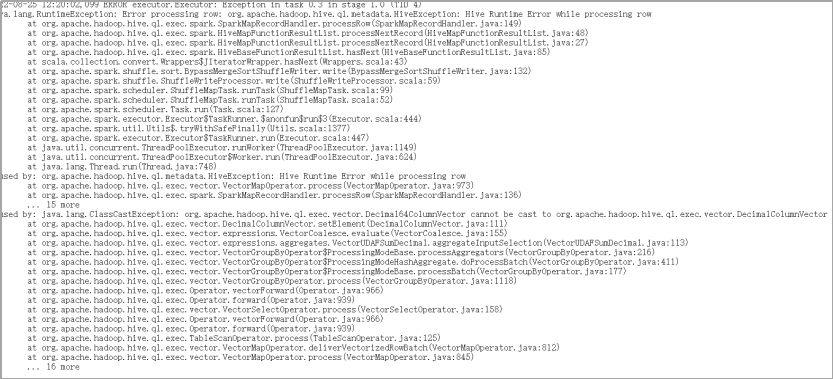 2-08-25 12:20:02,099 ERROR executor.Executor: Exception in task 0.3 in stage 1.0 (TID 4)
va.lang.RuntimeException: Error processing row: org.apache.hadoop.hive.ql.metadata.HiveException: Hive Runtime Error while processing row
at org.apache.hadoop.hive.ql.exec.spark.SparkMapRecordHandler.processRow(SparkMapRecordHandler.java:149)
at org.apache.hadoop.hive.ql.exec.spark.HiveMapFunctionResultList.processNextRecord(HiveMapFunctionResultList.java:48)
at org.apache.hadoop.hive.ql.exec.spark.HiveMapFunctionResultList.processNextRecord(HiveMapFunctionResultList.java:27)
at org.apache.hadoop.hive.ql.exec.spark.HiveBaseFunctionResultList.hasNext(HiveBaseFunctionResultList.java:85)
at scala.collection.convert.Wrappers$JIteratorWrapper.hasNext(Wrappers.scala:43)
at org.apache.spark.shuffle.sort.BypassMergeSortShuffleWriter.write(BypassMergeSortShuffleWriter.java:132)
at org.apache.spark.shuffle.ShuffleWriteProcessor.write(ShuffleWriteProcessor.scala:59)
at org.apache.spark.scheduler.ShuffleMapTask.runTask(ShuffleMapTask.scala:99)
at org.apache.spark.scheduler.ShuffleMapTask.runTask(ShuffleMapTask.scala:52)
at org.apache.spark.scheduler.Task.run(Task.scala:127)
at org.apache.spark.executor.Executor$TaskRunner.$anonfun$run$3(Executor.scala:444)
at org.apache.spark.util.Utils$.tryWithSafeFinally(Utils.scala:1377)
at org.apache.spark.executor.Executor$TaskRunner.run(Executor.scala:447)
at java.util.concurrent.ThreadPoolExecutor.runWorker(ThreadPoolExecutor.java:1149)
at java.util.concurrent.ThreadPoolExecutor$Worker.run(ThreadPoolExecutor.java:624)
at java.lang.Thread.run(Thread.java:748)
used by: org.apache.hadoop.hive.ql.metadata.HiveException: Hive Runtime Error while processing row
at org.apache.hadoop.hive.ql.exec.vector.VectorMapOperator.process(VectorMapOperator.java:973)
at org.apache.hadoop.hive.ql.exec.spark.SparkMapRecordHandler.processRow(SparkMapRecordHandler.java:136)
... 15 more
used by: java.lang.ClassCastException: org.apache.hadoop.hive.ql.exec.vector.Decimal64ColumnVector cannot be cast to org.apache.hadoop.hive.ql.exec.vector.DecimalColumnVector
at org.apache.hadoop.hive.ql.exec.vector.DecimalColumnVector.setElement(DecimalColumnVector.java:111)
at org.apache.hadoop.hive.ql.exec.vector.expressions.VectorCoalesce.evaluate(VectorCoalesce.java:155)
at org.apache.hadoop.hive.ql.exec.vector.expressions.aggregates.VectorUDAFSumDecimal.aggregateInputSelection(VectorUDAFSumDecimal.java:113)
at org.apache.hadoop.hive.ql.exec.vector.VectorGroupByOperator$ProcessingModeBase.processAggregators(VectorGroupByOperator.java:216)
at org.apache.hadoop.hive.ql.exec.vector.VectorGroupByOperator$ProcessingModeHashAggregate.doProcessBatch(VectorGroupByOperator.java:411)
at org.apache.hadoop.hive.ql.exec.vector.VectorGroupByOperator$ProcessingModeBase.processBatch(VectorGroupByOperator.java:177)
at org.apache.hadoop.hive.ql.exec.vector.VectorGroupByOperator.process(VectorGroupByOperator.java:1118)
at org.apache.hadoop.hive.ql.exec.Operator.vectorForward(Operator.java:966)
at org.apache.hadoop.hive.ql.exec.Operator.forward(Operator.java:939)
at org.apache.hadoop.hive.ql.exec.vector.VectorSelectOperator.process(VectorSelectOperator.java:158)
at org.apache.hadoop.hive.ql.exec.Operator.vectorForward(Operator.java:966)
at org.apache.hadoop.hive.ql.exec.Operator.forward(Operator.java:939)
at org.apache.hadoop.hive.ql.exec.TableScanOperator.process(TableScanOperator.java:125)
at org.apache.hadoop.hive.ql.exec.vector.VectorMapOperator.deliverVectorizedRowBatch(VectorMapOperator.java:812)
at org.apache.hadoop.hive.ql.exec.vector.VectorMapOperator.process(VectorMapOperator.java:845)
... 16 more